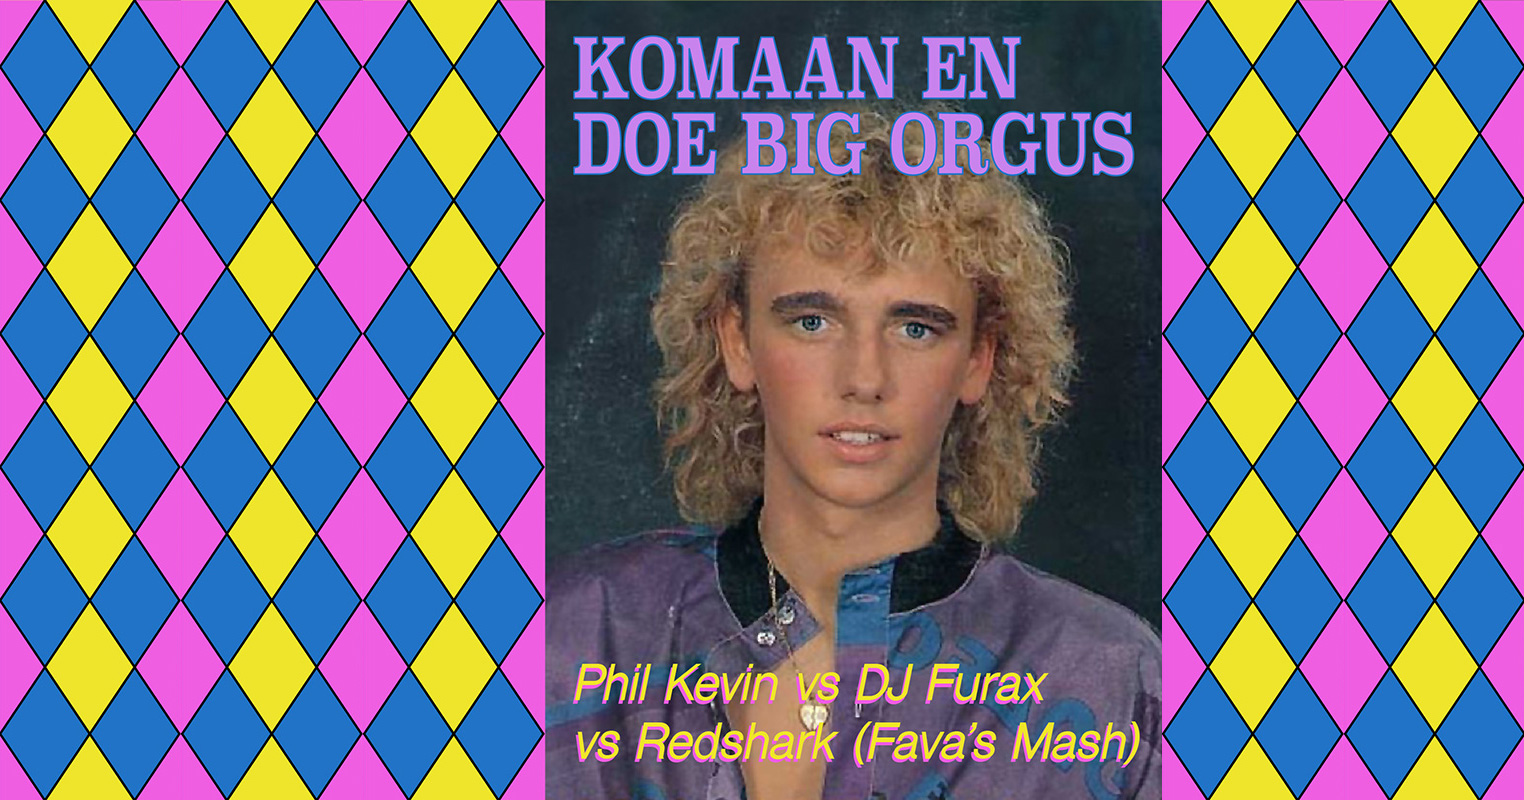 KOMAAN EN
DOE BIG ORGUS
Phil Kevin vs DJ Furax
vs Redshark (Fava's Mash)